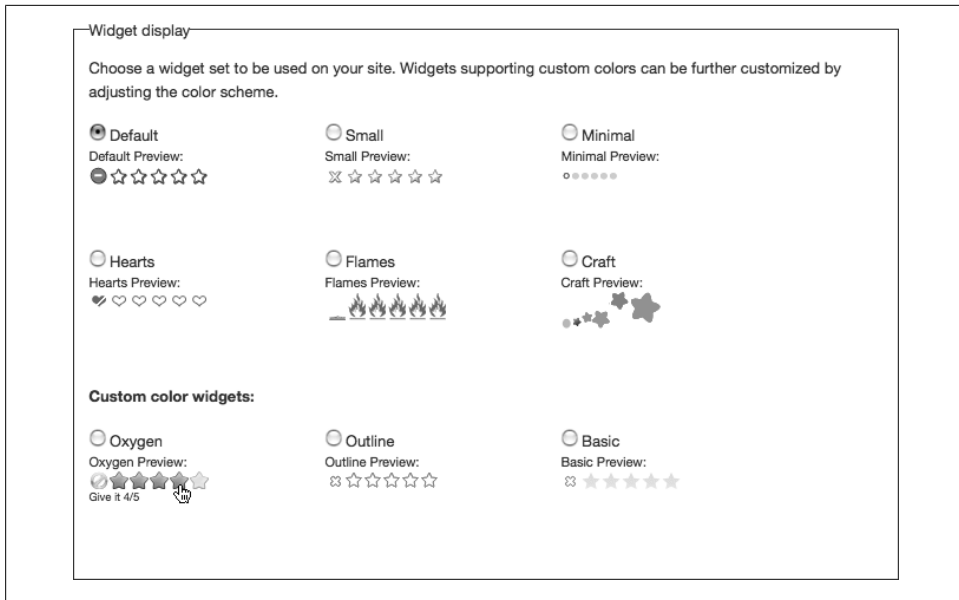 Widget display
Choose a widget set to be used on your site. Widgets supporting custom colors can be further customized by
adjusting the color scheme.
Default
Default Preview:
Small
Small Preview:
Minimal
Minimal Preview:
Hearts
Hearts Preview:
Flames
Flames Preview:
Craft
Craft Preview:
Custom color widgets:
Oxygen
Oxygen Preview:
Give it 4/5
Outline
Outline Preview:
Basic
Basic Preview: